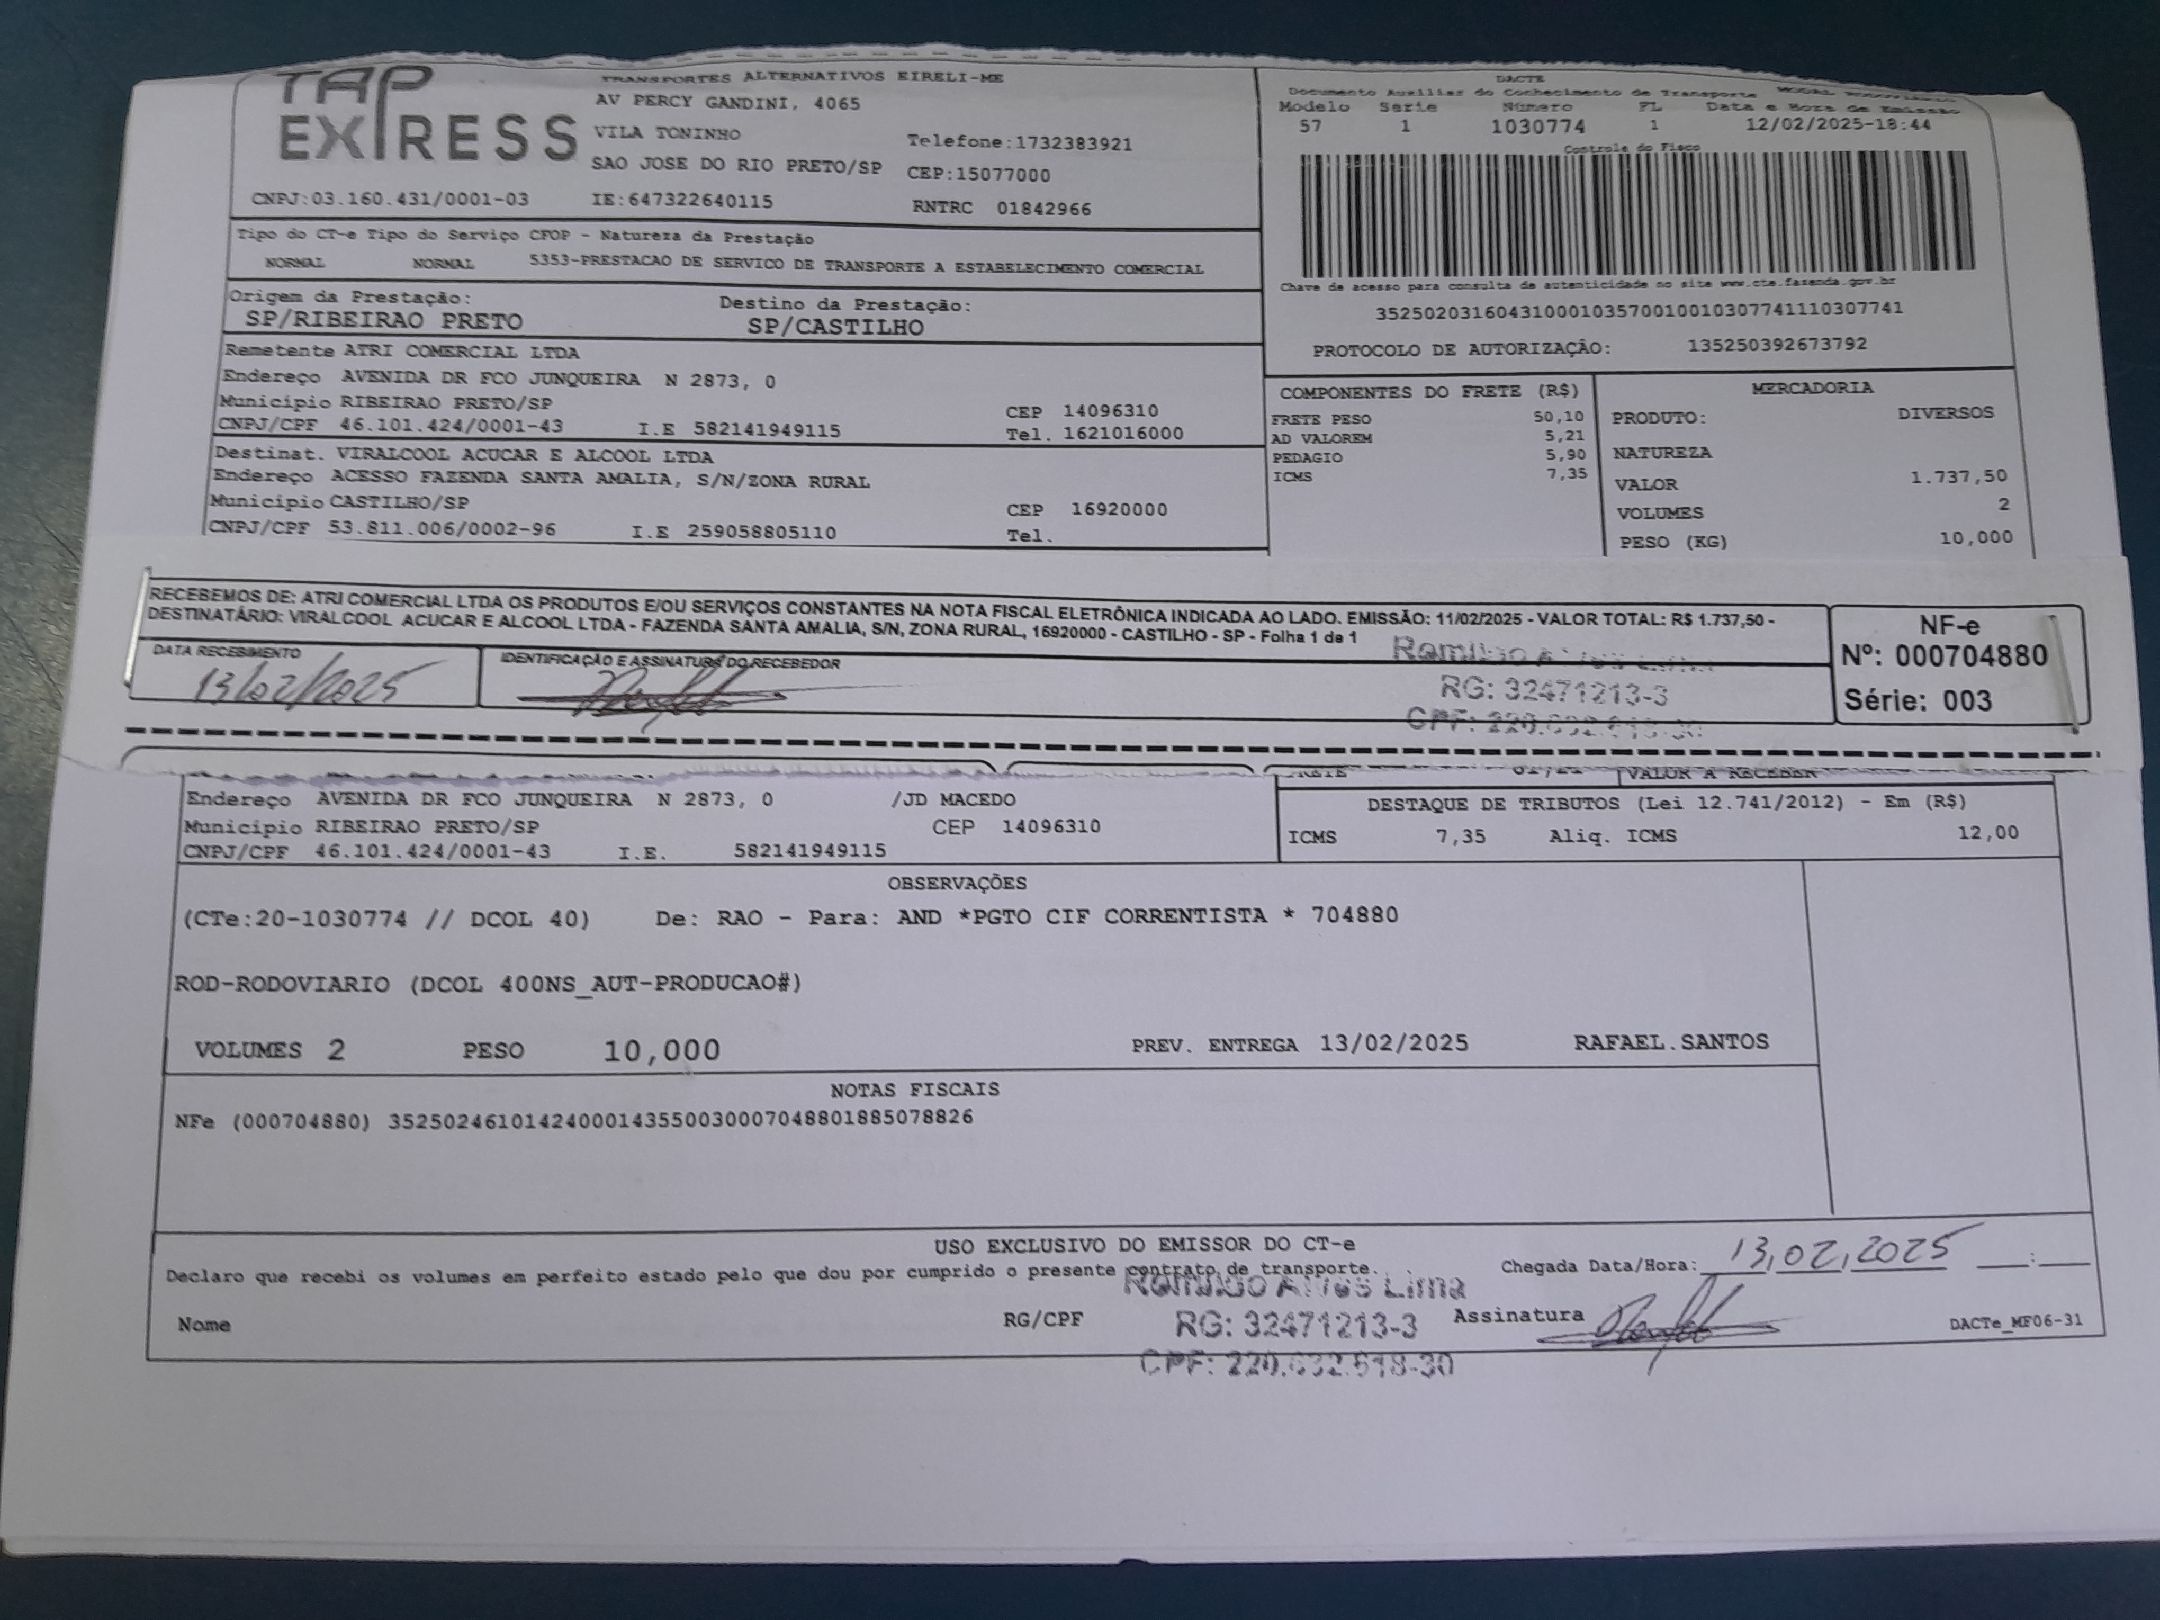 TAP EXPRESS
TRANSPORTES ALTERNATIVOS EIRELI-ME
AV PERCY GANDINI, 4065
VILA TONINHO
Telefone:1732383921
SAO JOSE DO RIO PRETO/SP CEP:15077000
CNPJ:03.160.431/0001-03 IE:647322640115 RNTRC 01842966
DACTE
Documento Auxiliar do Conhecimento de Transporte MODAL
Modelo Serie Número FL Data e Hora de Emissão
57 1 1030774 1 12/02/2025-18:44
Controle do Fisco
Chave de acesso para consulta de autenticidade no site www.cte.fazenda.gov.br
35250203160431000103570010010307741110307741
PROTOCOLO DE AUTORIZAÇÃO: 135250392673792
Tipo do CT-e Tipo do Serviço CFOP - Natureza da Prestação
NORMAL NORMAL 5353-PRESTACAO DE SERVICO DE TRANSPORTE A ESTABELECIMENTO COMERCIAL
Origem da Prestação: Destino da Prestação:
SP/RIBEIRAO PRETO SP/CASTILHO
Remetente ATRI COMERCIAL LTDA
Endereço AVENIDA DR FCO JUNQUEIRA N 2873, 0
Município RIBEIRAO PRETO/SP CEP 14096310
CNPJ/CPF 46.101.424/0001-43 I.E 582141949115 Tel. 1621016000
Destinat. VIRALCOOL ACUCAR E ALCOOL LTDA
Endereço ACESSO FAZENDA SANTA AMALIA, S/N/ZONA RURAL
Município CASTILHO/SP CEP 16920000
CNPJ/CPF 53.811.006/0002-96 I.E 259058805110 Tel.
COMPONENTES DO FRETE (R$)
FRETE PESO 50,10
AD VALOREM 5,21
PEDAGIO 5,90
ICMS 7,35
MERCADORIA
PRODUTO: DIVERSOS
NATUREZA
VALOR 1.737,50
VOLUMES 2
PESO (KG) 10,000
RECEBEMOS DE: ATRI COMERCIAL LTDA OS PRODUTOS E/OU SERVIÇOS CONSTANTES NA NOTA FISCAL ELETRÔNICA INDICADA AO LADO. EMISSÃO: 11/02/2025 - VALOR TOTAL: R$ 1.737,50 -
DESTINATÁRIO: VIRALCOOL ACUCAR E ALCOOL LTDA - FAZENDA SANTA AMALIA, S/N, ZONA RURAL, 16920000 - CASTILHO - SP - Folha 1 de 1
DATA RECEBIMENTO
13/02/2025
IDENTIFICAÇÃO E ASSINATURA DO RECEBEDOR
Alves Lima
RG: 32471213-3
CPF:
NF-e
Nº: 000704880
Série: 003
FRETE VALOR A RECEBER
Endereço AVENIDA DR FCO JUNQUEIRA N 2873, 0 /JD MACEDO
Município RIBEIRAO PRETO/SP CEP 14096310
CNPJ/CPF 46.101.424/0001-43 I.E. 582141949115
DESTAQUE DE TRIBUTOS (Lei 12.741/2012) - Em (R$)
ICMS 7,35 Aliq. ICMS 12,00
OBSERVAÇÕES
(CTe:20-1030774 // DCOL 40) De: RAO - Para: AND *PGTO CIF CORRENTISTA * 704880
ROD-RODOVIARIO (DCOL 400NS_AUT-PRODUCAO#)
VOLUMES 2 PESO 10,000 PREV. ENTREGA 13/02/2025 RAFAEL.SANTOS
NOTAS FISCAIS
NFe (000704880) 35250246101424000143550030007048801885078826
USO EXCLUSIVO DO EMISSOR DO CT-e
Declaro que recebi os volumes em perfeito estado pelo que dou por cumprido o presente contrato de transporte.
Chegada Data/Hora: 13,02,2025 :
Alves Lima
Nome RG/CPF RG: 32471213-3 Assinatura
DACTe_MF06-31
CPF: